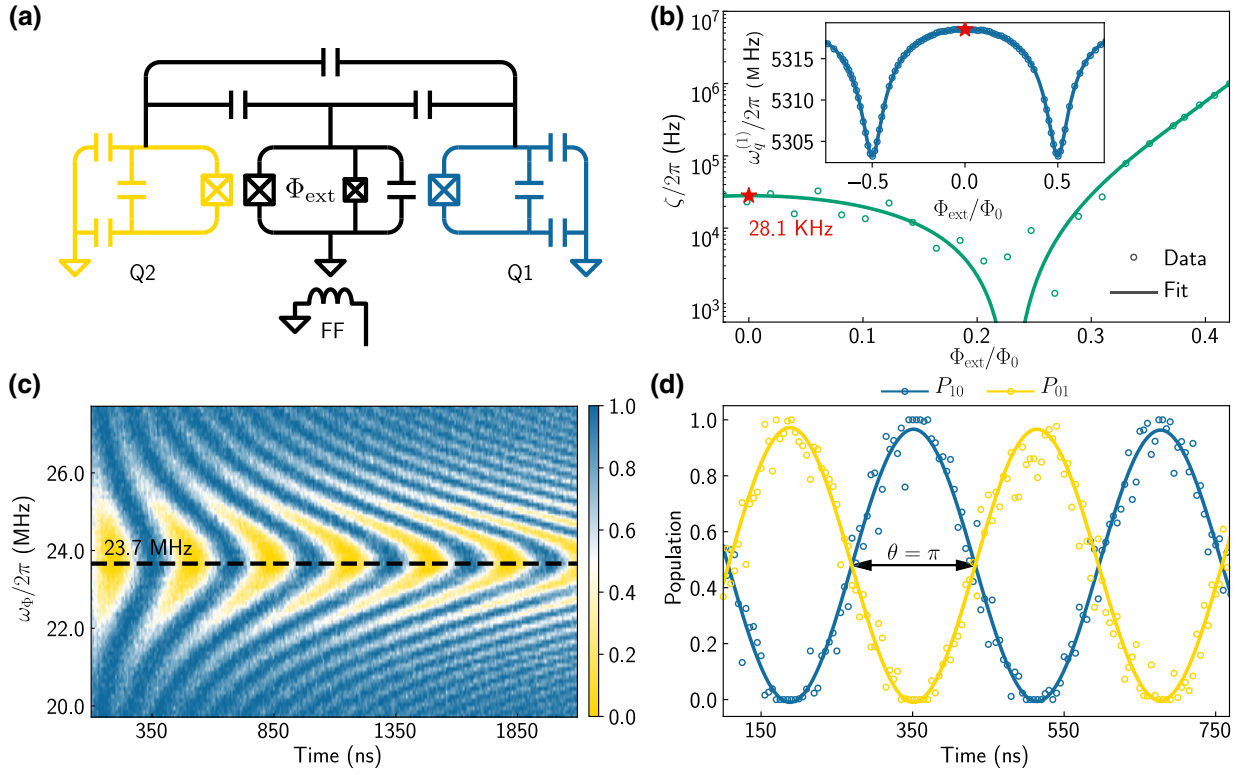 (a)
Φext
Q2
Q1
FF
(b)
10^7
10^6
10^5
10^4
10^3
ζ/2π (Hz)
0.0
0.1
0.2
0.3
0.4
Φext/Φ0
28.1 KHz
Data
Fit
5315
5310
5305
ωq^(1)/2π (M Hz)
−0.5
0.0
0.5
Φext/Φ0
(c)
26.0
24.0
22.0
20.0
ωΦ/2π (MHz)
23.7 MHz
350
850
1350
1850
Time (ns)
1.0
0.8
0.6
0.4
0.2
0.0
(d)
P10
P01
1.0
0.8
0.6
0.4
0.2
0.0
Population
θ = π
150
350
550
750
Time (ns)